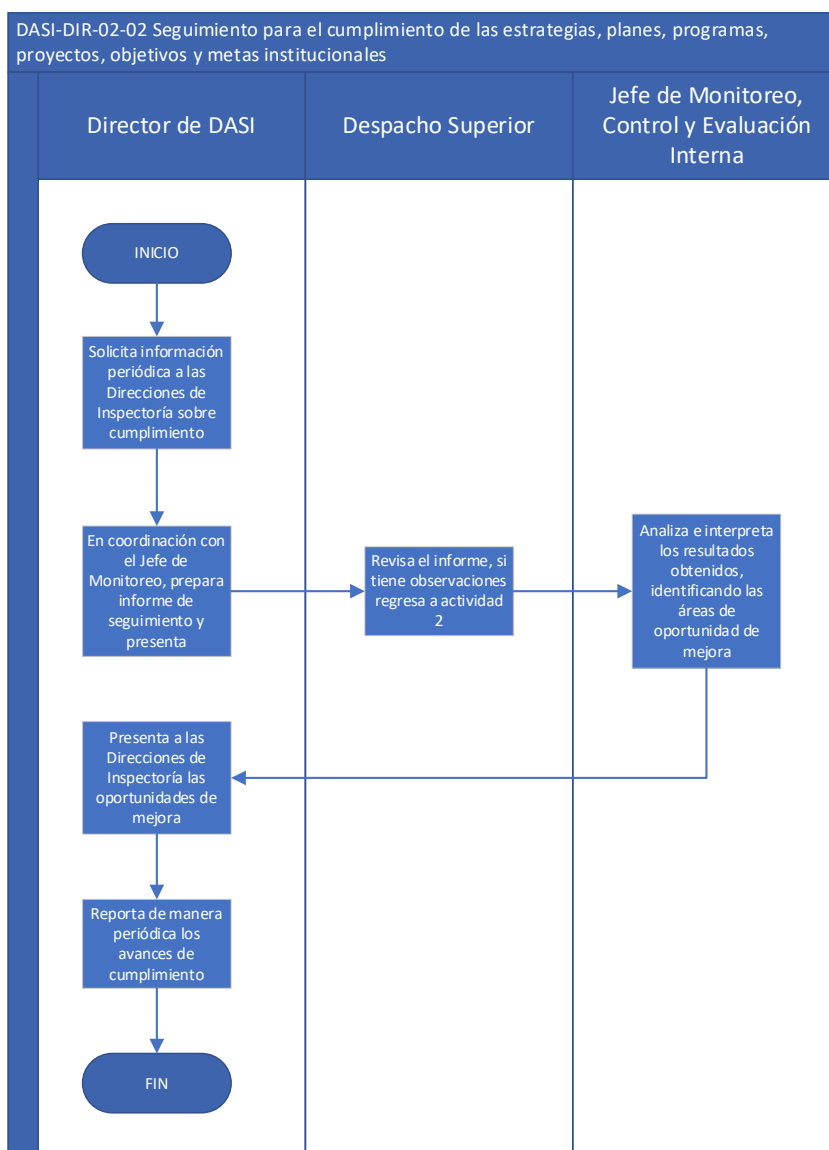 DASI-DIR-02-02 Seguimiento para el cumplimiento de las estrategias, planes, programas,
proyectos, objetivos y metas institucionales
Director de DASI
Despacho Superior
Jefe de Monitoreo,
Control y Evaluación
Interna
INICIO
Solicita información
periódica a las
Direcciones de
Inspectoría sobre
cumplimiento
En coordinación con
el Jefe de
Monitoreo, prepara
informe de
seguimiento y
presenta
Revisa el informe, si
tiene observaciones
regresa a actividad
2
Analiza e interpreta
los resultados
obtenidos,
identificando las
áreas de
oportunidad de
mejora
Presenta a las
Direcciones de
Inspectoría las
oportunidades de
mejora
Reporta de manera
periódica los
avances de
cumplimiento
FIN